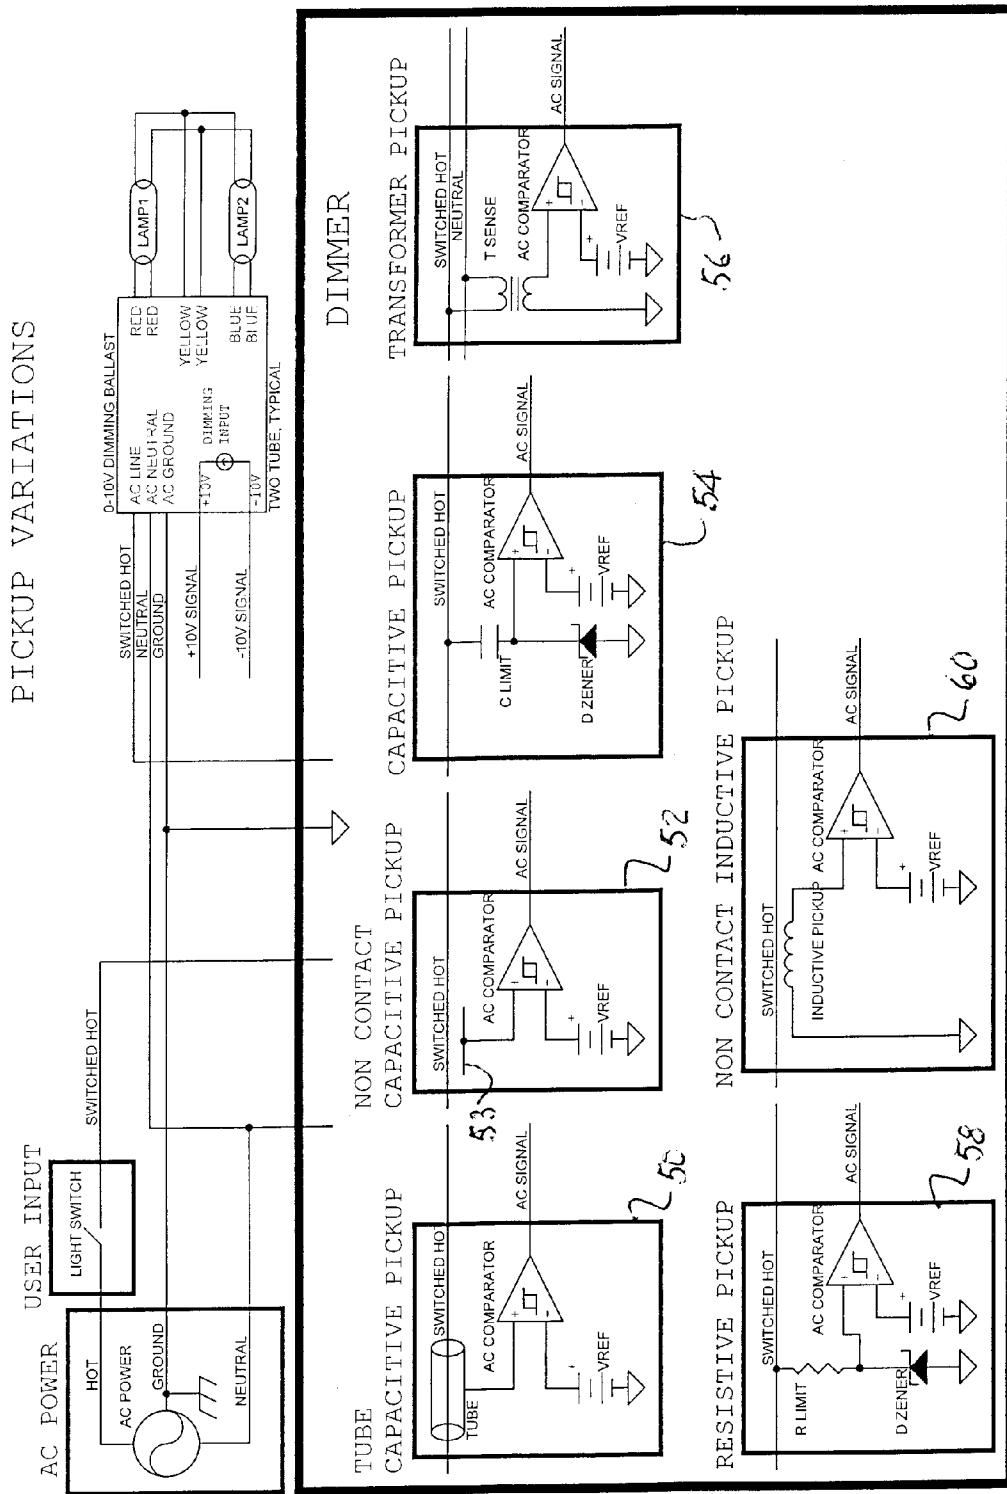 PICKUP VARIATIONS
AC POWER
HOT
AC POWER
GROUND
NEUTRAL
USER INPUT
LIGHT SWITCH
SWITCHED HOT
SWITCHED HOT
NEUTRAL
GROUND
+10V SIGNAL
-10V SIGNAL
0-10V DIMMING BALLAST
AC LINE
AC NEUTRAL
AC GROUND
+10V
DIMMING
INPUT
-10V
RED
RED
YELLOW
YELLOW
BLUE
BLUE
TWO TUBE, TYPICAL
LAMP1
LAMP2
DIMMER
TUBE
CAPACITIVE PICKUP
SWITCHED HOT
TUBE
AC COMPARATOR
+
-
+
VREF
AC SIGNAL
50
NON CONTACT
CAPACITIVE PICKUP
SWITCHED HOT
53
AC COMPARATOR
+
-
+
VREF
AC SIGNAL
52
CAPACITIVE PICKUP
SWITCHED HOT
C LIMIT
AC COMPARATOR
+
-
D ZENER
+
VREF
AC SIGNAL
54
TRANSFORMER PICKUP
SWITCHED HOT
NEUTRAL
T SENSE
AC COMPARATOR
+
-
+
VREF
AC SIGNAL
56
RESISTIVE PICKUP
SWITCHED HOT
R LIMIT
AC COMPARATOR
+
-
D ZENER
+
VREF
AC SIGNAL
58
NON CONTACT INDUCTIVE PICKUP
SWITCHED HOT
INDUCTIVE PICKUP
AC COMPARATOR
+
-
+
VREF
AC SIGNAL
60